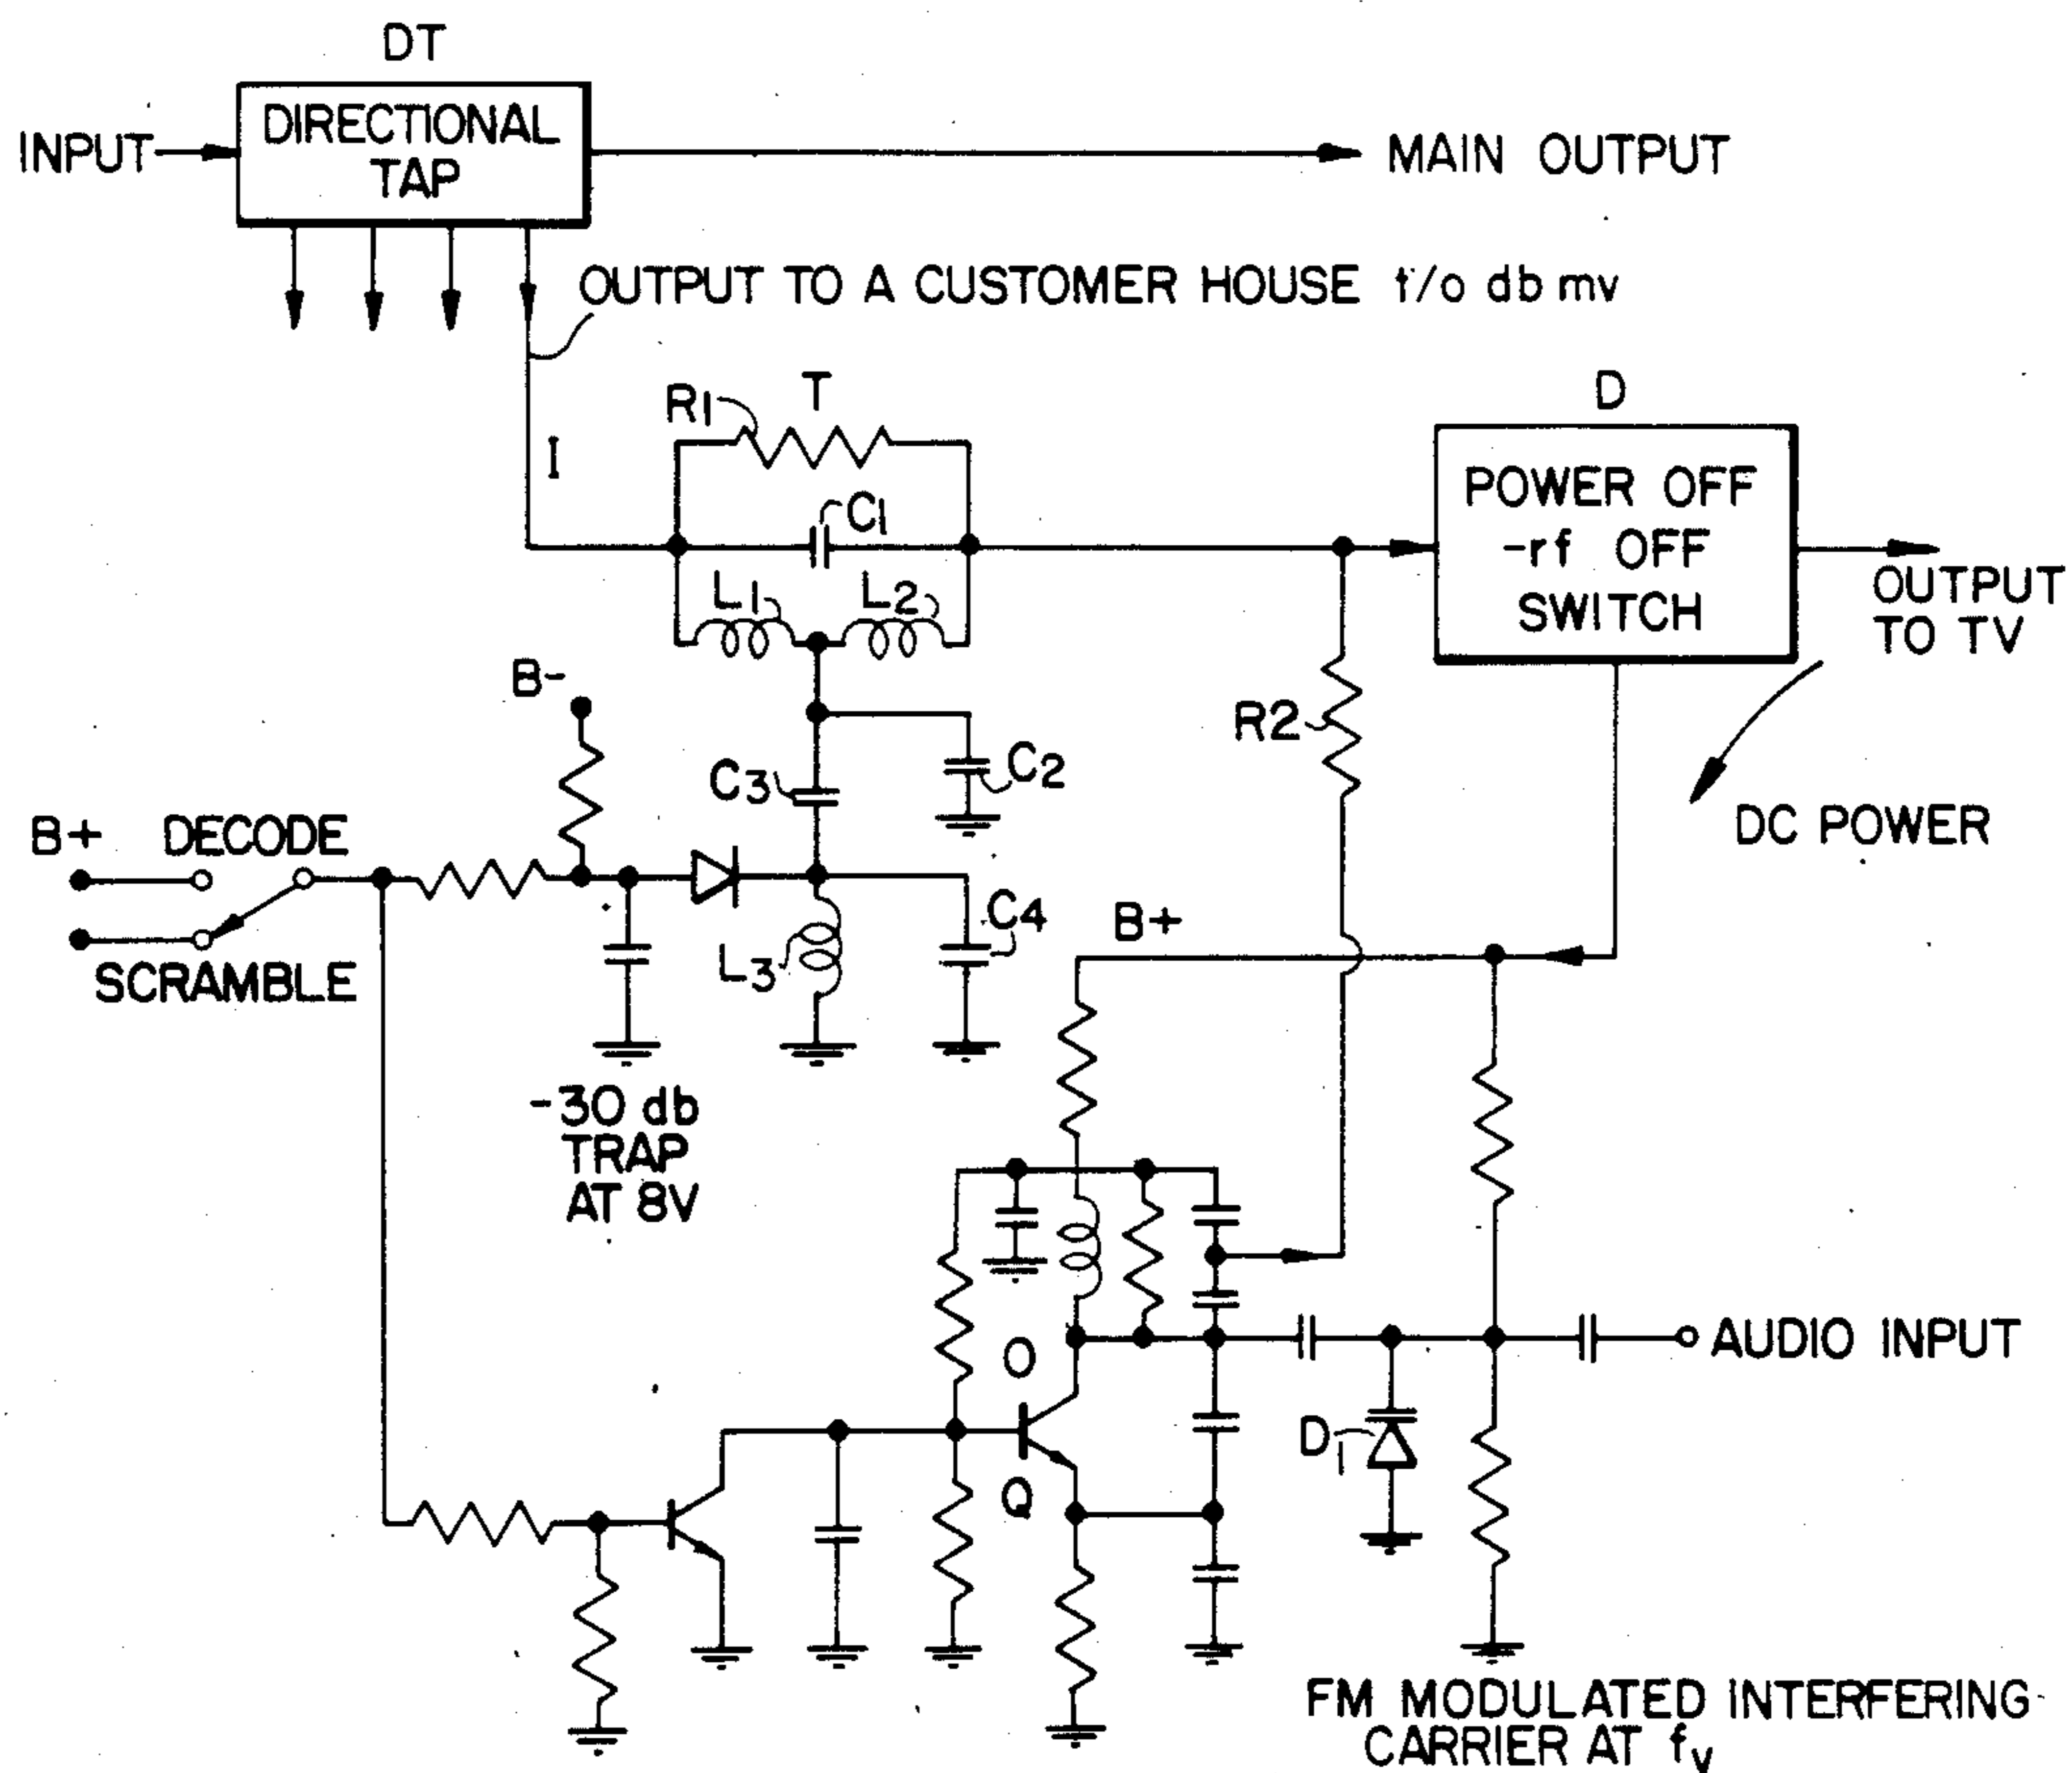 DT
DIRECTIONAL
TAP
INPUT
MAIN OUTPUT
OUTPUT TO A CUSTOMER HOUSE t/o db mv
I
R1
T
C1
L1
L2
D
POWER OFF
-rf OFF
SWITCH
OUTPUT
TO TV
B-
R2
C3
C2
DC POWER
B+
DECODE
SCRAMBLE
L3
C4
B+
-30 db
TRAP
AT 8V
O
Q
D1
AUDIO INPUT
FM MODULATED INTERFERING
CARRIER AT fv